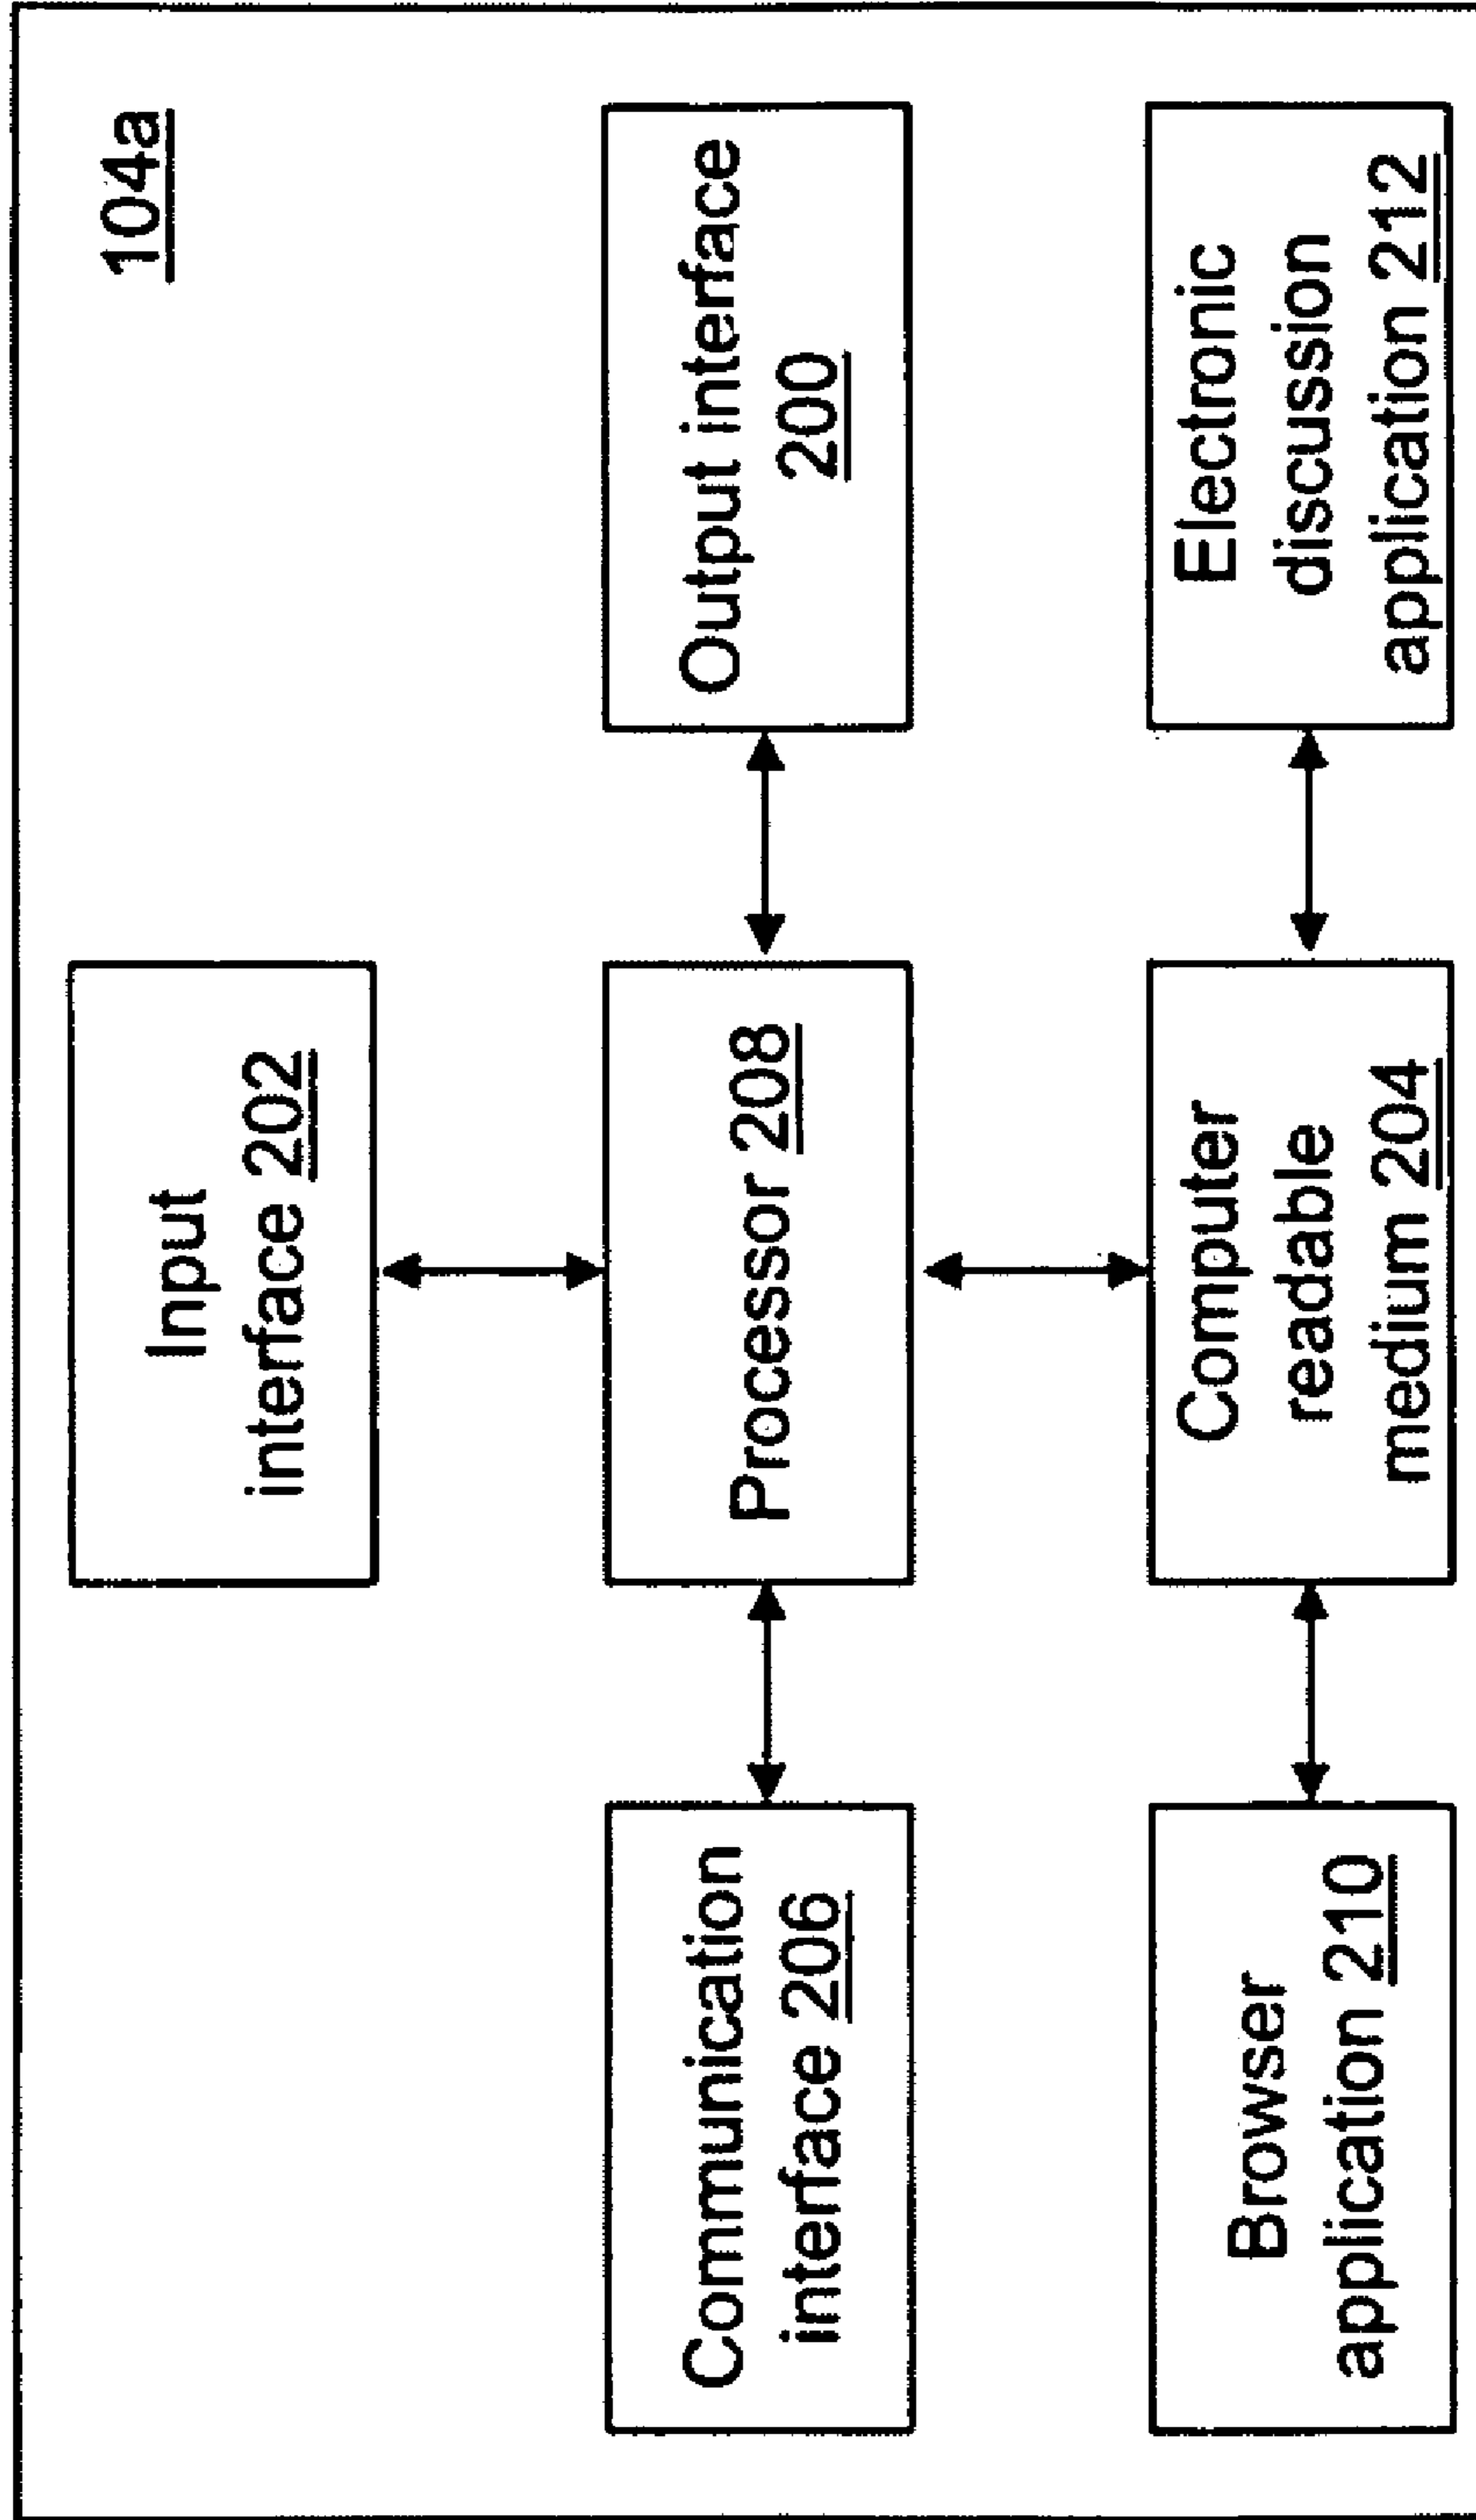 104a
Input
interface 202
Communication
interface 206
Processor 208
Output interface
200
Browser
application 210
Computer
readable
medium 204
Electronic
discussion
application 212